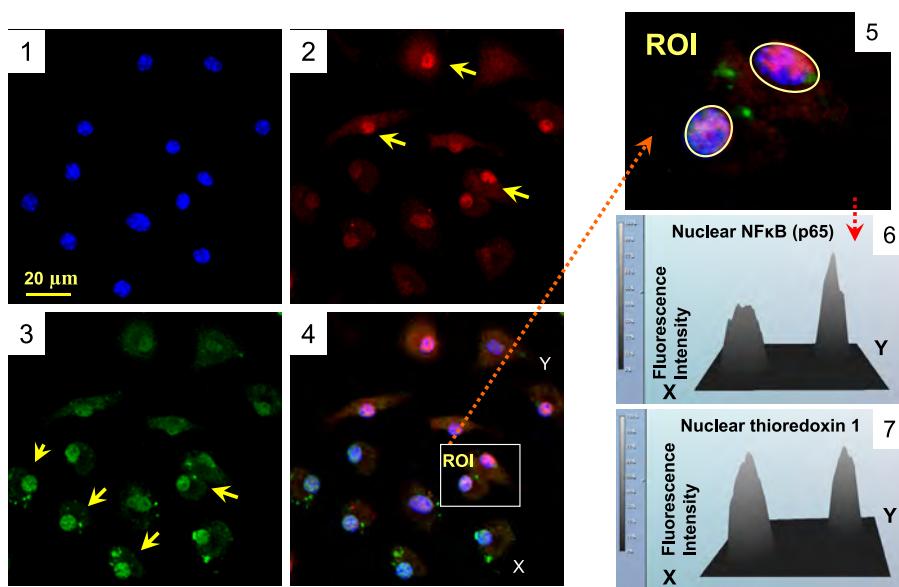 1
20 µm
2
3
4
Y
ROI
X
5
ROI
6
Nuclear NFκB (p65)
Fluorescence
Intensity
X
Y
7
Nuclear thioredoxin 1
Fluorescence
Intensity
X
Y